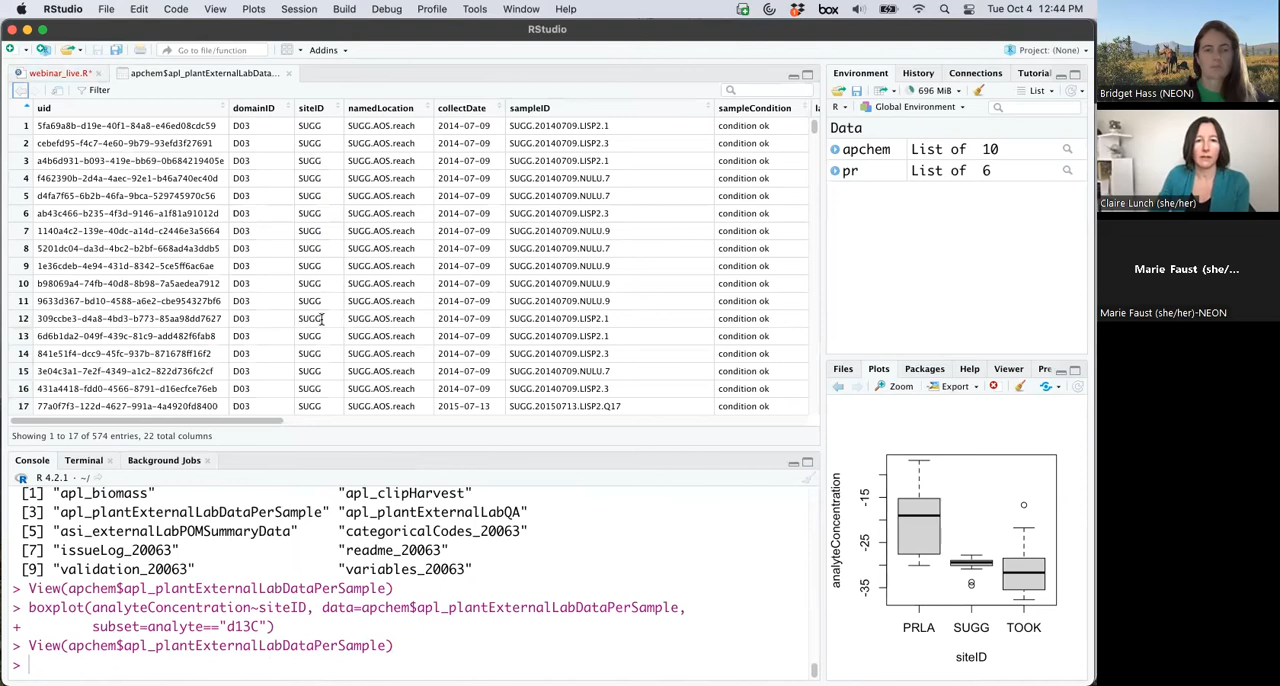 RStudio File Edit Code View Plots Session Build Debug Profile Tools Window Help box Tue Oct 4 12:44 PM
RStudio
Go to file/function Addins Project: (None)
webinar_live.R* apchem$apl_plantExternalLabData...
Filter
uid domainID siteID namedLocation collectDate sampleID sampleCondition
1 5fa69a8b-d19e-40f1-84a8-e46ed08cdc59 D03 SUGG SUGG.AOS.reach 2014-07-09 SUGG.20140709.LISP2.1 condition ok
2 cebefd95-f4c7-4e60-9b79-93efd3f27691 D03 SUGG SUGG.AOS.reach 2014-07-09 SUGG.20140709.LISP2.3 condition ok
3 a4b6d931-b093-419e-bb69-0b684219405e D03 SUGG SUGG.AOS.reach 2014-07-09 SUGG.20140709.LISP2.1 condition ok
4 f462390b-2d4a-4aec-92e1-b46a740ec40d D03 SUGG SUGG.AOS.reach 2014-07-09 SUGG.20140709.NULU.7 condition ok
5 d4fa7f65-6b2b-46fa-9bca-529745970c56 D03 SUGG SUGG.AOS.reach 2014-07-09 SUGG.20140709.NULU.7 condition ok
6 ab43c466-b235-4f3d-9146-a1f81a91012d D03 SUGG SUGG.AOS.reach 2014-07-09 SUGG.20140709.LISP2.3 condition ok
7 1140a4c2-139e-40dc-a14d-c2446e3a5664 D03 SUGG SUGG.AOS.reach 2014-07-09 SUGG.20140709.NULU.9 condition ok
8 5201dc04-da3d-4bc2-b2bf-668ad4a3ddb5 D03 SUGG SUGG.AOS.reach 2014-07-09 SUGG.20140709.NULU.7 condition ok
9 1e36cdeb-4e94-431d-8342-5ce5ff6ac6ae D03 SUGG SUGG.AOS.reach 2014-07-09 SUGG.20140709.NULU.9 condition ok
10 b98069a4-74fb-40d8-8b98-7a5aedea7912 D03 SUGG SUGG.AOS.reach 2014-07-09 SUGG.20140709.NULU.9 condition ok
11 9633d367-bd10-4588-a6e2-cbe954327bf6 D03 SUGG SUGG.AOS.reach 2014-07-09 SUGG.20140709.NULU.9 condition ok
12 309ccbe3-d4a8-4bd3-b773-85aa98dd7627 D03 SUGG SUGG.AOS.reach 2014-07-09 SUGG.20140709.LISP2.1 condition ok
13 6d6b1da2-049f-439c-81c9-add482f6fab8 D03 SUGG SUGG.AOS.reach 2014-07-09 SUGG.20140709.LISP2.1 condition ok
14 841e51f4-dcc9-45fc-937b-871678ff16f2 D03 SUGG SUGG.AOS.reach 2014-07-09 SUGG.20140709.LISP2.3 condition ok
15 3e04c3a1-7e2f-4349-a1c2-822d736fc2cf D03 SUGG SUGG.AOS.reach 2014-07-09 SUGG.20140709.NULU.7 condition ok
16 431a4418-fdd0-4566-8791-d16ecfce76eb D03 SUGG SUGG.AOS.reach 2014-07-09 SUGG.20140709.LISP2.3 condition ok
17 77a0f7f3-122d-4627-991a-4a4920fd8400 D03 SUGG SUGG.AOS.reach 2015-07-13 SUGG.20150713.LISP2.Q17 condition ok
Showing 1 to 17 of 574 entries, 22 total columns
Console Terminal Background Jobs
R 4.2.1 · ~/
[1] "apl_biomass" "apl_clipHarvest"
[3] "apl_plantExternalLabDataPerSample" "apl_plantExternalLabQA"
[5] "asi_externalLabPOMSummaryData" "categoricalCodes_20063"
[7] "issueLog_20063" "readme_20063"
[9] "validation_20063" "variables_20063"
> View(apchem$apl_plantExternalLabDataPerSample)
> boxplot(analyteConcentration~siteID, data=apchem$apl_plantExternalLabDataPerSample,
+ subset=analyte=="d13C")
> View(apchem$apl_plantExternalLabDataPerSample)
>
Environment History Connections Tutorial
696 MiB List
R Global Environment
Data
apchem List of 10
pr List of 6
Files Plots Packages Help Viewer Pre
Zoom Export
analyteConcentration
-15
-25
-35
PRLA SUGG TOOK
siteID
Bridget Hass (NEON)
Claire Lunch (she/her)
Marie Faust (she/...
Marie Faust (she/her)-NEON